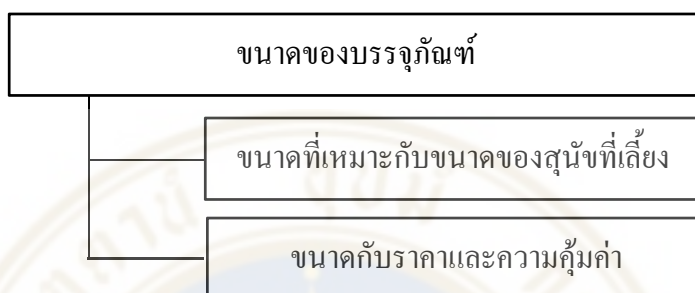 ขนาดของบรรจุภัณฑ์
ขนาดที่เหมาะกับขนาดของสุนัขที่เลี้ยง
ขนาดกับราคาและความคุ้มค่า